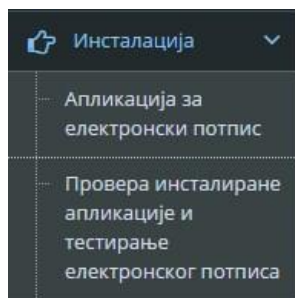 Инсталација
Апликација за
електронски потпис
Провера инсталиране
апликације и
тестирање
електронског потписа